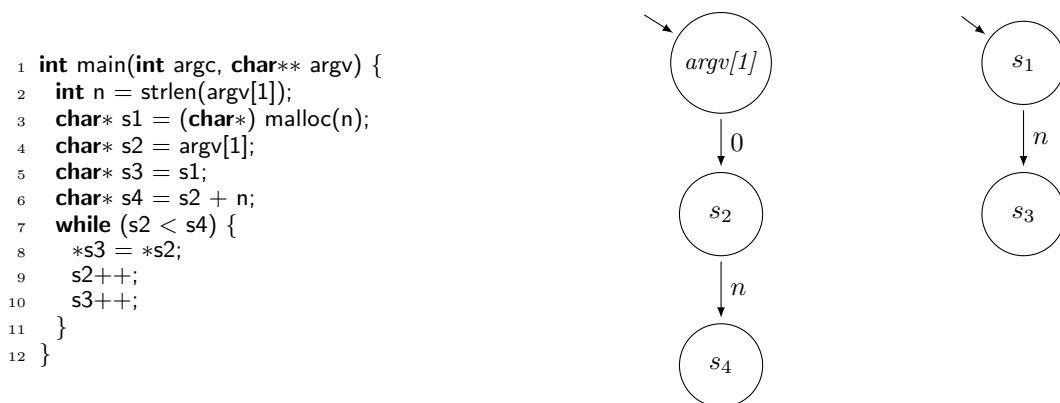 1 int main(int argc, char** argv) {
2 int n = strlen(argv[1]);
3 char* s1 = (char*) malloc(n);
4 char* s2 = argv[1];
5 char* s3 = s1;
6 char* s4 = s2 + n;
7 while (s2 < s4) {
8 *s3 = *s2;
9 s2++;
10 s3++;
11 }
12 }
argv[1]
0
s2
n
s4
s1
n
s3